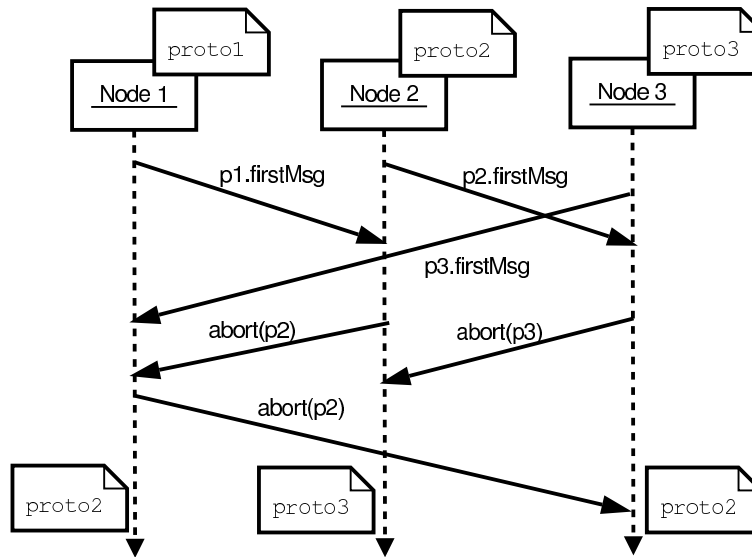 proto1
proto2
proto3
Node 1
Node 2
Node 3
p1.firstMsg
p2.firstMsg
p3.firstMsg
abort(p2)
abort(p3)
abort(p2)
proto2
proto3
proto2